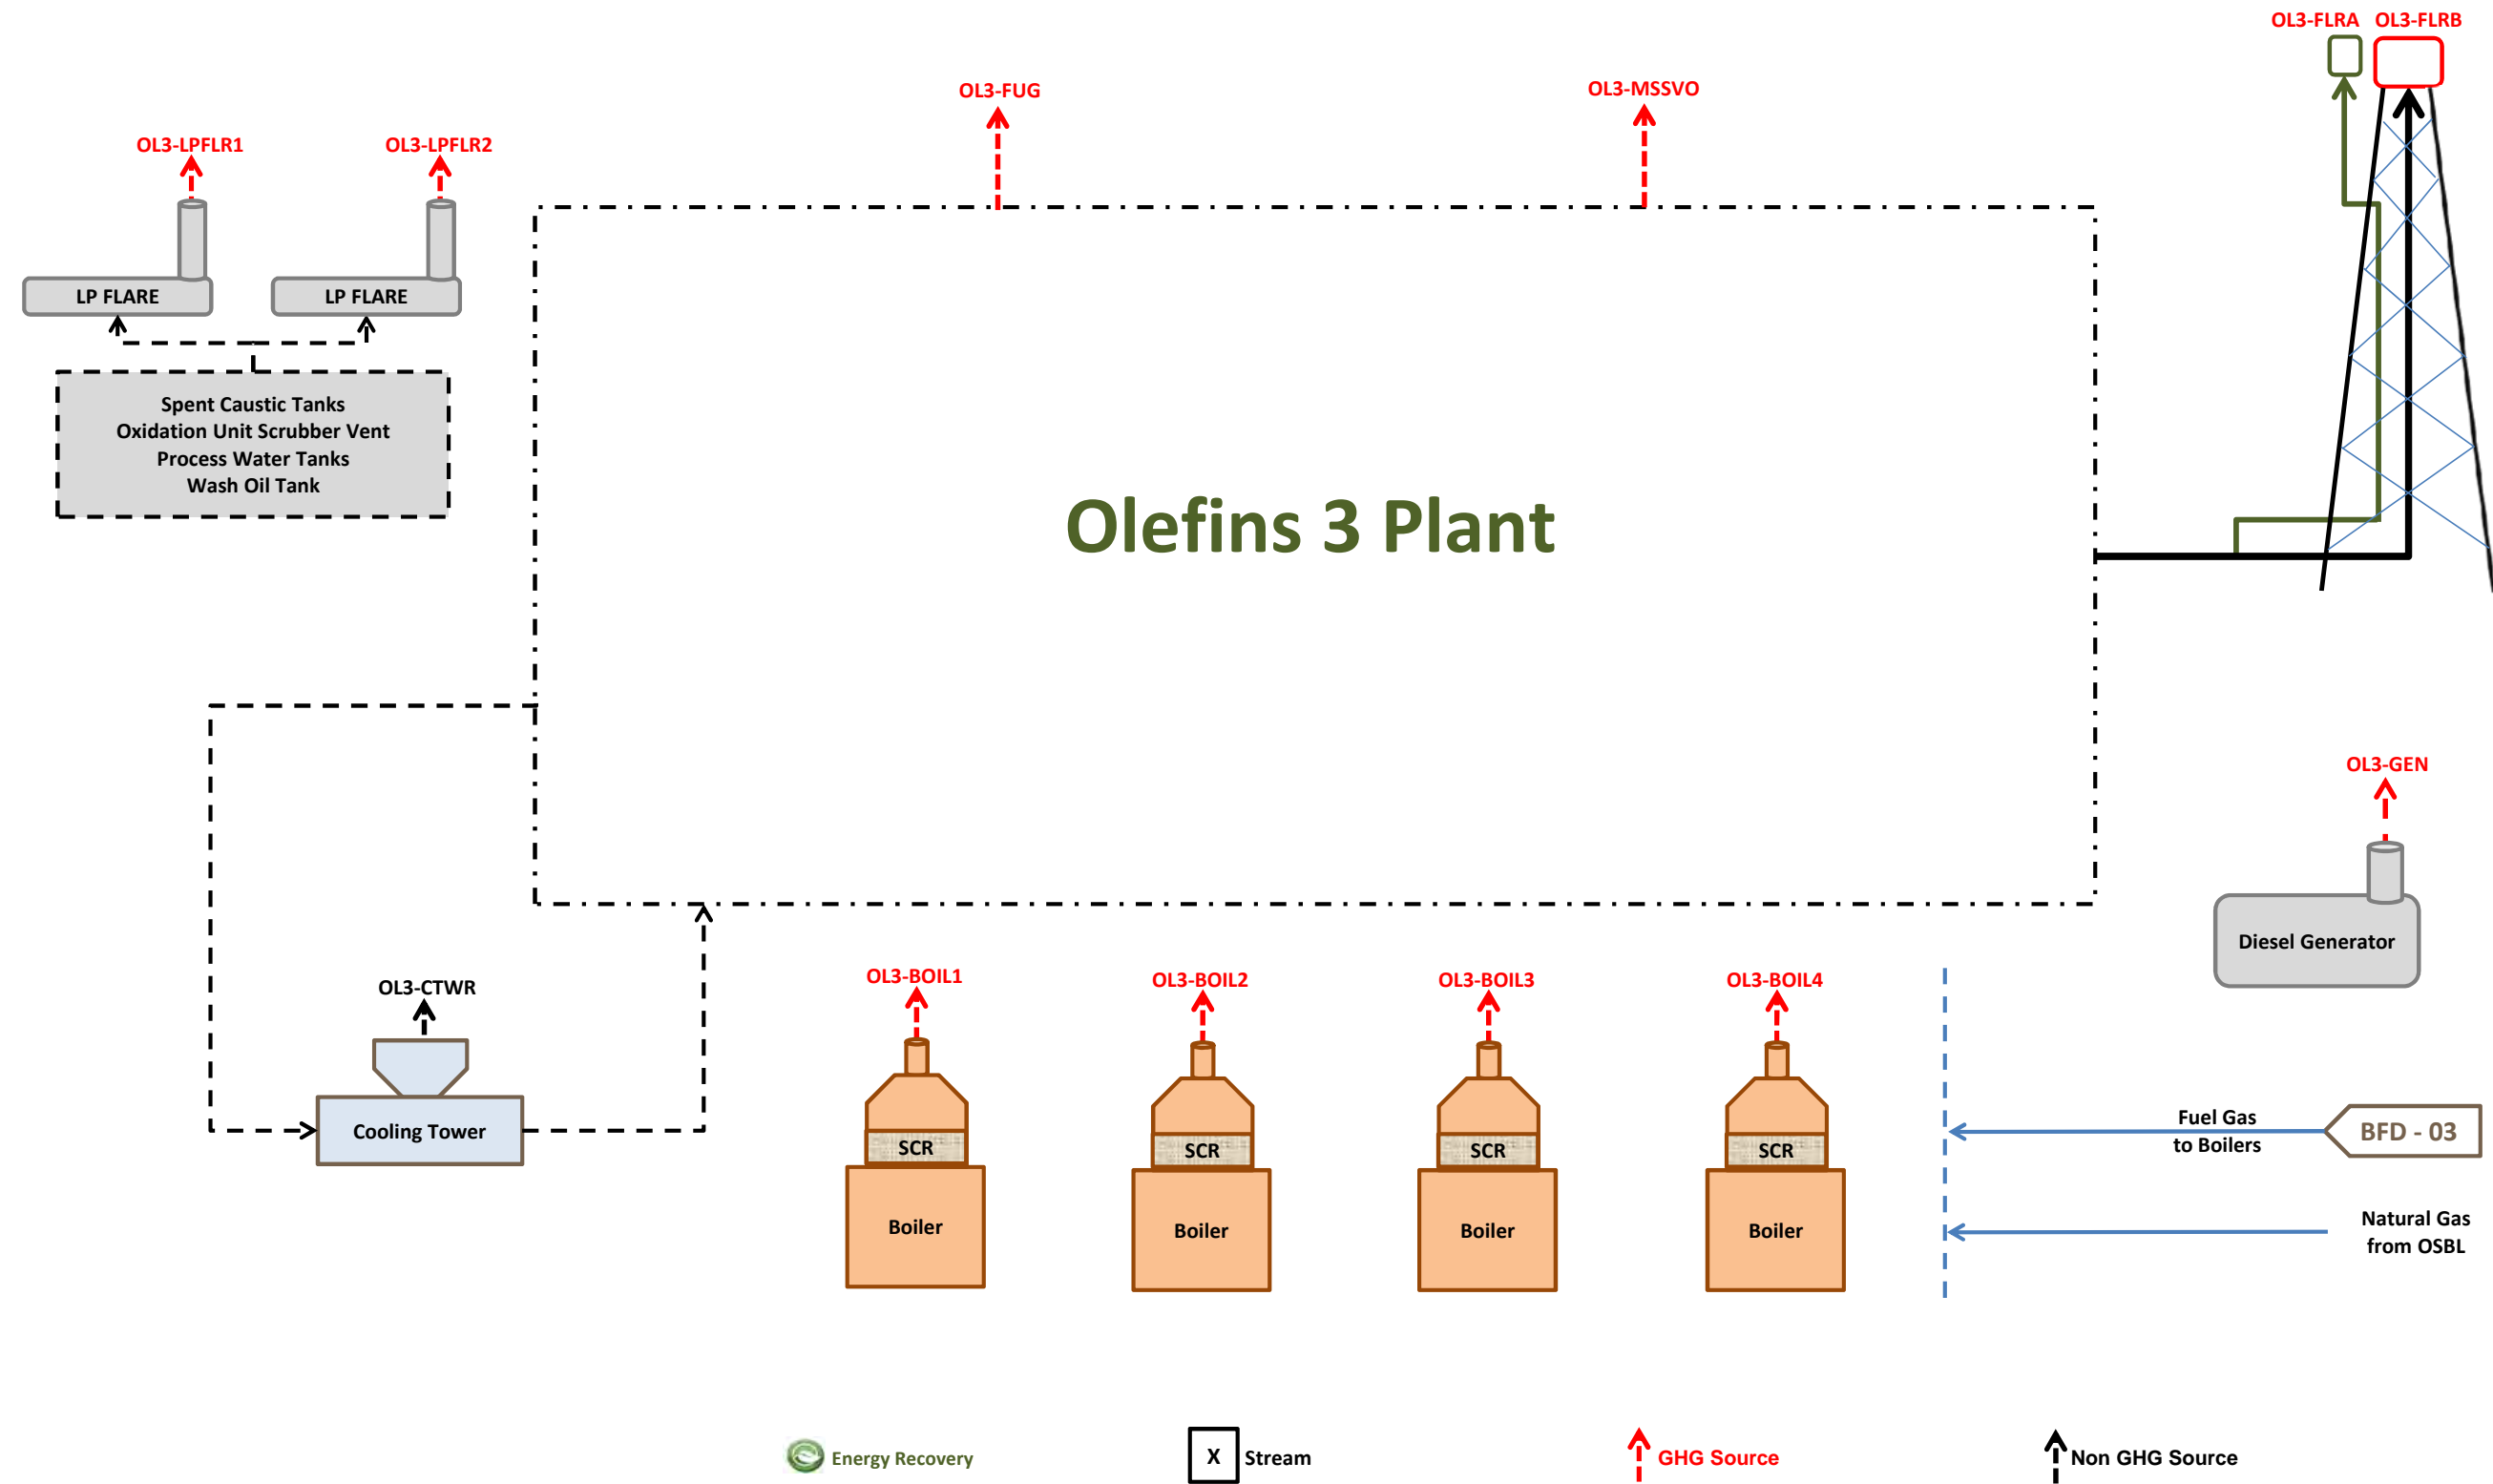 OL3-FLRA OL3-FLRB
OL3-FUG
OL3-MSSVO
OL3-LPFLR1
OL3-LPFLR2
LP FLARE
LP FLARE
Spent Caustic Tanks
Oxidation Unit Scrubber Vent
Process Water Tanks
Wash Oil Tank
Olefins 3 Plant
OL3-GEN
Diesel Generator
OL3-CTWR
Cooling Tower
OL3-BOIL1
OL3-BOIL2
OL3-BOIL3
OL3-BOIL4
SCR
SCR
SCR
SCR
Boiler
Boiler
Boiler
Boiler
Fuel Gas
to Boilers
BFD - 03
Natural Gas
from OSBL
Energy Recovery
X
Stream
GHG Source
Non GHG Source